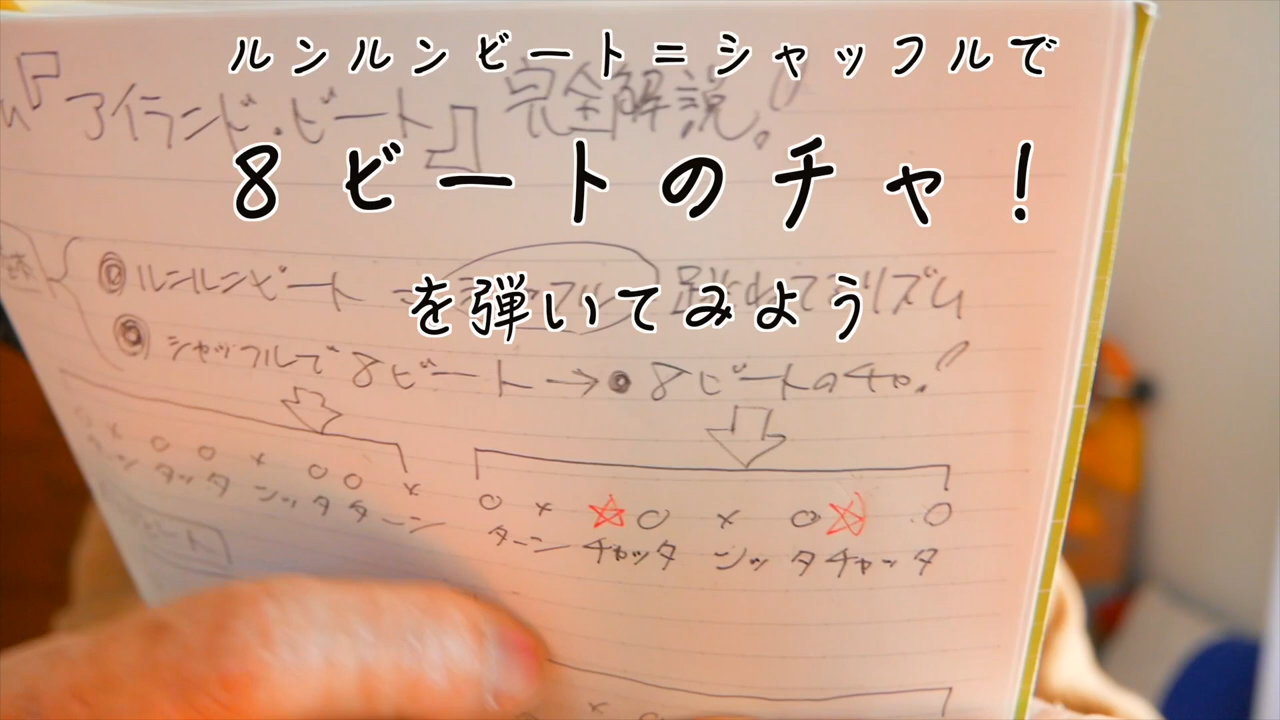 ルンルンビート＝シャッフルで
『アイランド・ビート』完全解説！
8ビートのチャ！
◎ルンルンビート
を弾いてみよう
◎シャッフルで8ビート→●8ビートのチャ！
○ × ☆ ○ × ○ ☆ ○
ターン チャッタ ンッタ チャッタ
タッタ ンッタ ターン